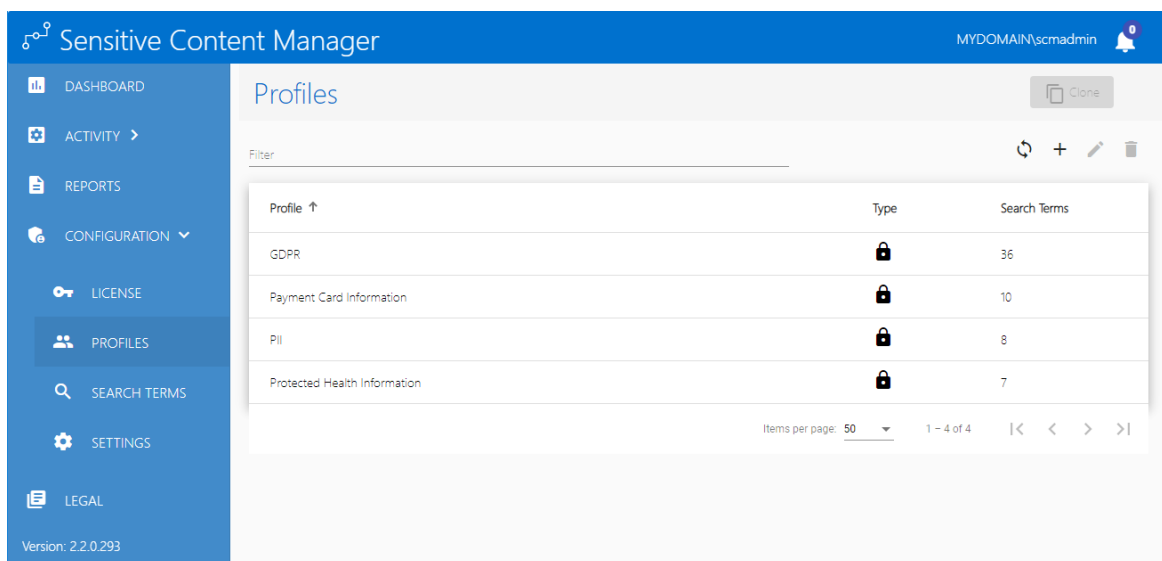 Sensitive Content Manager
MYDOMAIN\scmadmin
0
DASHBOARD
ACTIVITY
REPORTS
CONFIGURATION
LICENSE
PROFILES
SEARCH TERMS
SETTINGS
LEGAL
Version: 2.2.0.293
Profiles
Clone
Filter
Profile Type Search Terms
GDPR 36
Payment Card Information 10
PII 8
Protected Health Information 7
Items per page: 50 1 – 4 of 4